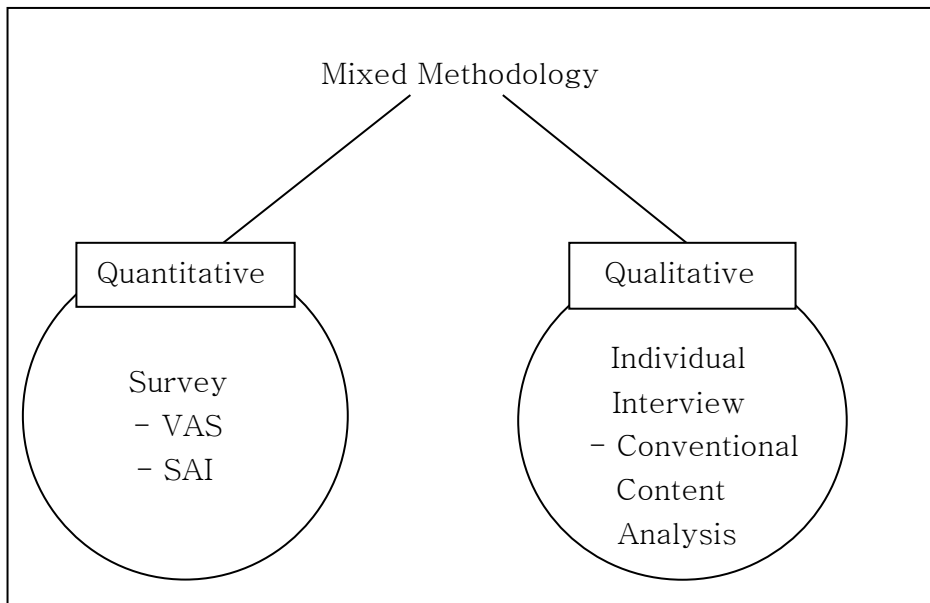 Mixed Methodology
Quantitative
Survey
- VAS
- SAI
Qualitative
Individual
Interview
- Conventional
Content
Analysis